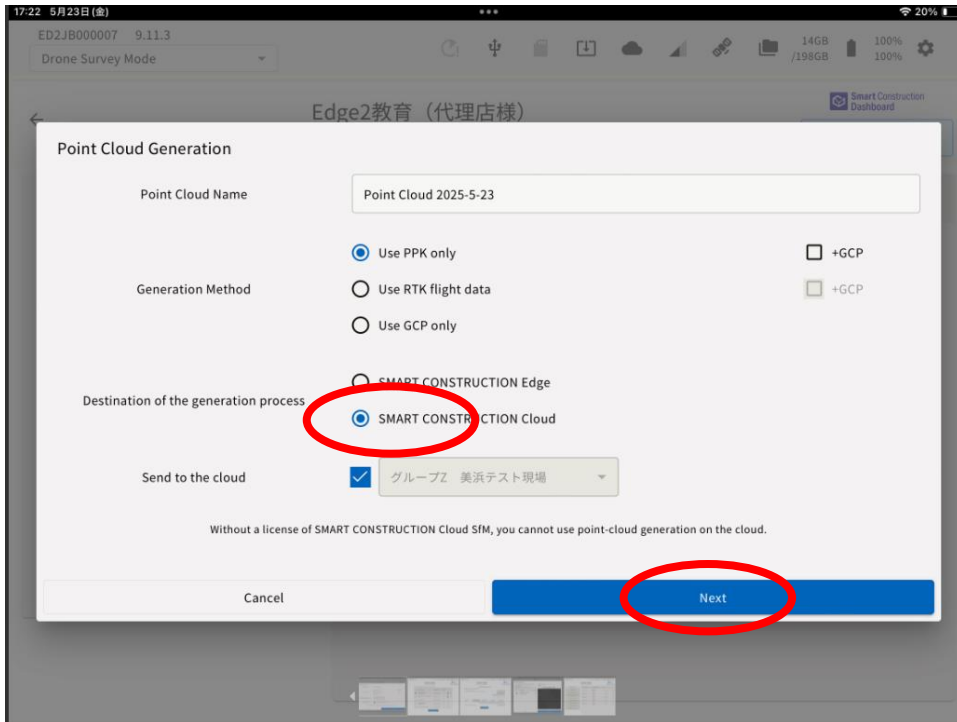 17:22 5月23日(金)
20%
ED2JB000007 9.11.3
Drone Survey Mode
14GB
/198GB
100%
100%
Smart Construction
Dashboard
Edge2教育（代理店様）
Point Cloud Generation
Point Cloud Name
Point Cloud 2025-5-23
Generation Method
Use PPK only
+GCP
Use RTK flight data
+GCP
Use GCP only
Destination of the generation process
SMART CONSTRUCTION Edge
SMART CONSTRUCTION Cloud
Send to the cloud
グループZ 美浜テスト現場
Without a license of SMART CONSTRUCTION Cloud SfM, you cannot use point-cloud generation on the cloud.
Cancel
Next